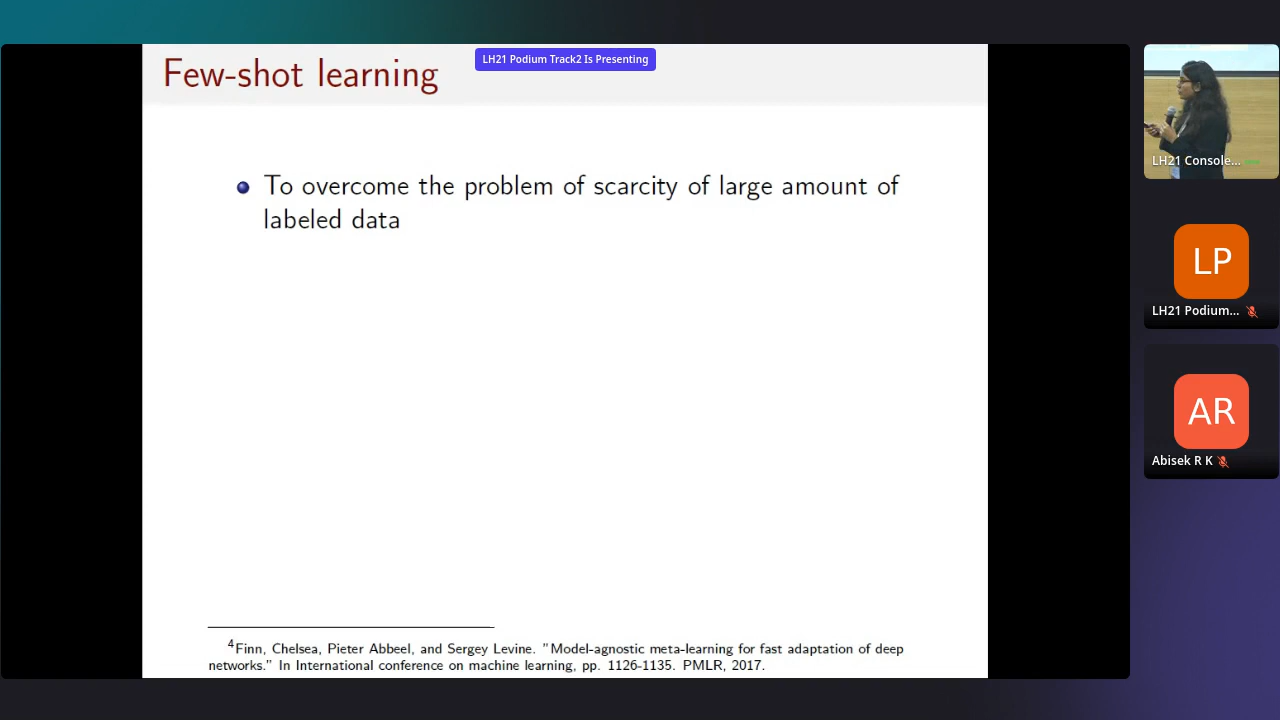 LH21 Podium Track2 Is Presenting
Few-shot learning
To overcome the problem of scarcity of large amount of
labeled data
4Finn, Chelsea, Pieter Abbeel, and Sergey Levine. "Model-agnostic meta-learning for fast adaptation of deep
networks." In International conference on machine learning, pp. 1126-1135. PMLR, 2017.
LH21 Console...
LP
LH21 Podium...
AR
Abisek R K